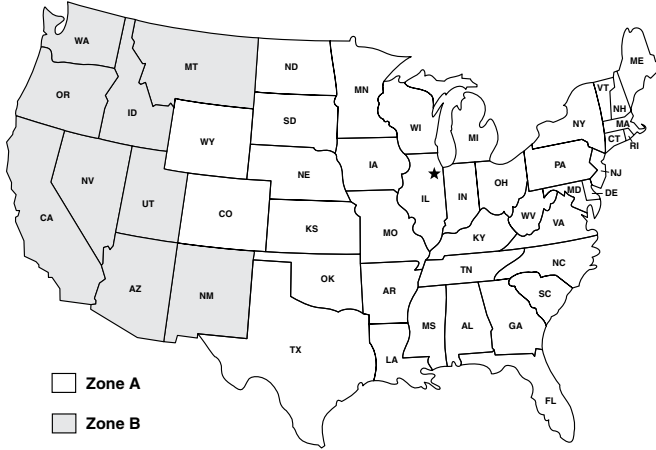 WA
MT
ND
MN
ME
VT
NH
OR
ID
SD
WI
MI
NY
MA
CT
RI
WY
IA
PA
NJ
NE
OH
MD
DE
NV
UT
CO
IL
IN
WV
VA
CA
KS
MO
KY
NC
AZ
NM
OK
AR
TN
SC
TX
MS
AL
GA
LA
FL
Zone A
Zone B